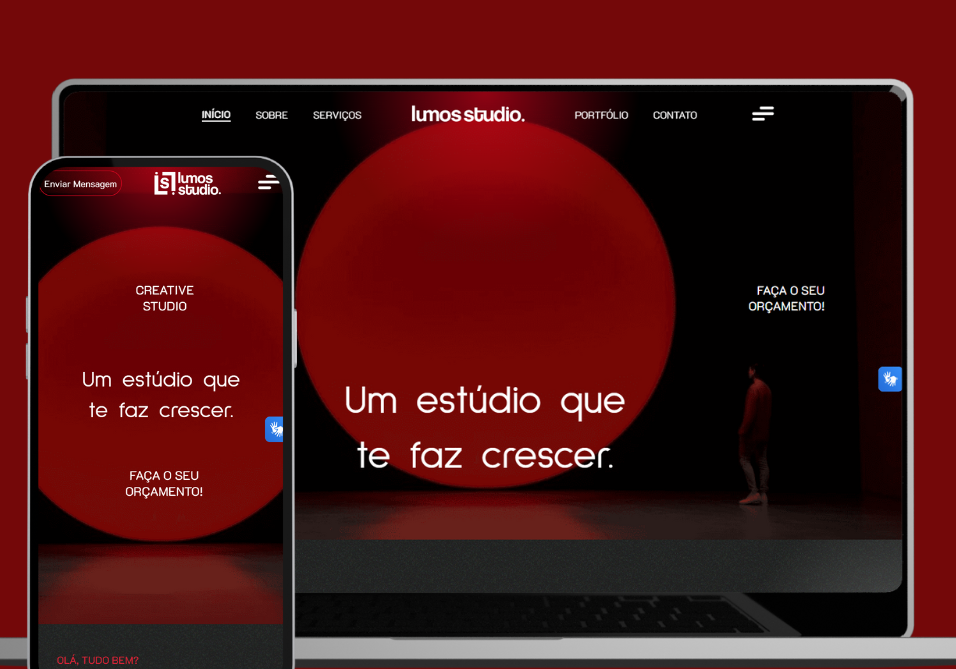 INÍCIO SOBRE SERVIÇOS lumos studio. PORTFÓLIO CONTATO
FAÇA O SEU
ORÇAMENTO!
Um estúdio que
te faz crescer.
Enviar Mensagem
ls lumos
studio.
CREATIVE
STUDIO
Um estúdio que
te faz crescer.
FAÇA O SEU
ORÇAMENTO!
OLÁ, TUDO BEM?